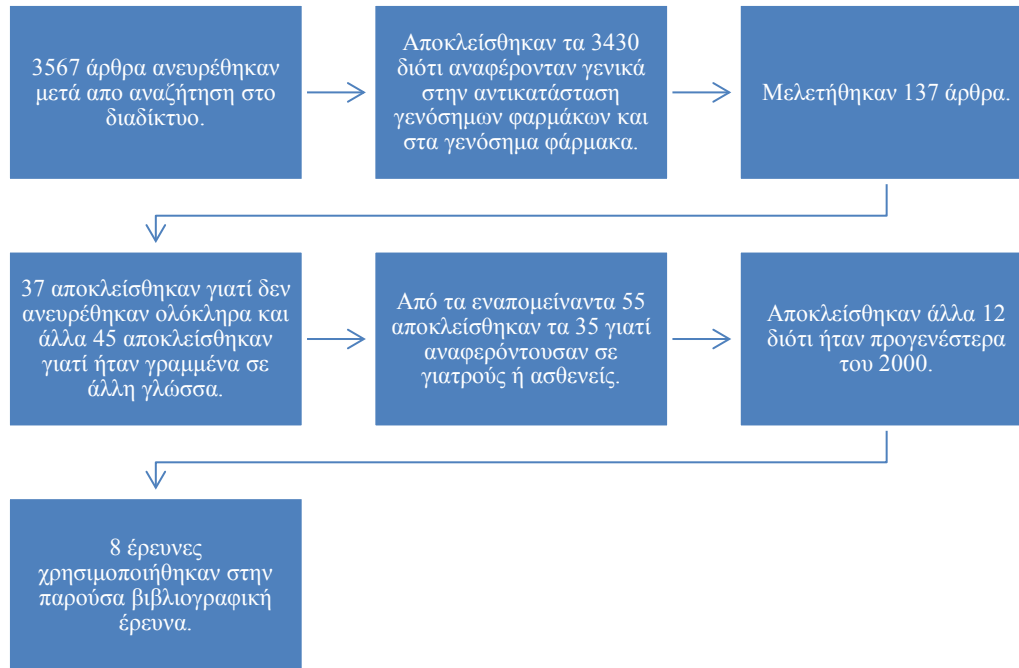 3567 άρθρα ανευρέθηκαν
μετά απο αναζήτηση στο
διαδίκτυο.
Αποκλείσθηκαν τα 3430
διότι αναφέρονταν γενικά
στην αντικατάσταση
γενόσημων φαρμάκων και
στα γενόσημα φάρμακα.
Μελετήθηκαν 137 άρθρα.
37 αποκλείσθηκαν γιατί δεν
ανευρέθηκαν ολόκληρα και
άλλα 45 αποκλείσθηκαν
γιατί ήταν γραμμένα σε
άλλη γλώσσα.
Από τα εναπομείναντα 55
αποκλείσθηκαν τα 35 γιατί
αναφερόντουσαν σε
γιατρούς ή ασθενείς.
Αποκλείσθηκαν άλλα 12
διότι ήταν προγενέστερα
του 2000.
8 έρευνες
χρησιμοποιήθηκαν στην
παρούσα βιβλιογραφική
έρευνα.